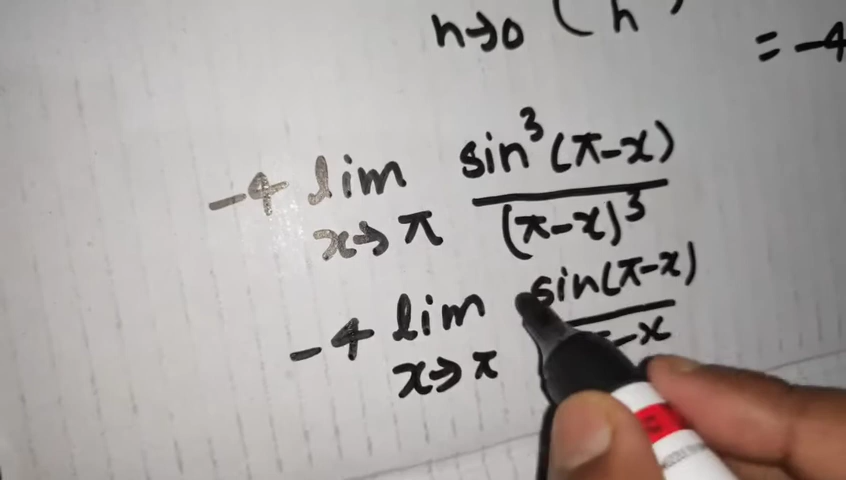 h→0 ( h )
= -4
-4 lim x→π sin³(π-x) / (π-x)³
-4 lim x→π sin(π-x) / -x